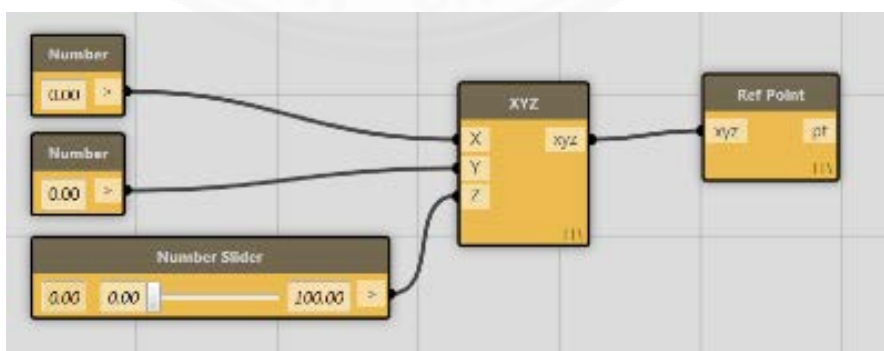 Number
0.00 >
Number
0.00 >
Number Slider
0.00 0.00 100.00 >
XYZ
X xyz
Y
Z
Ref Point
xyz pt